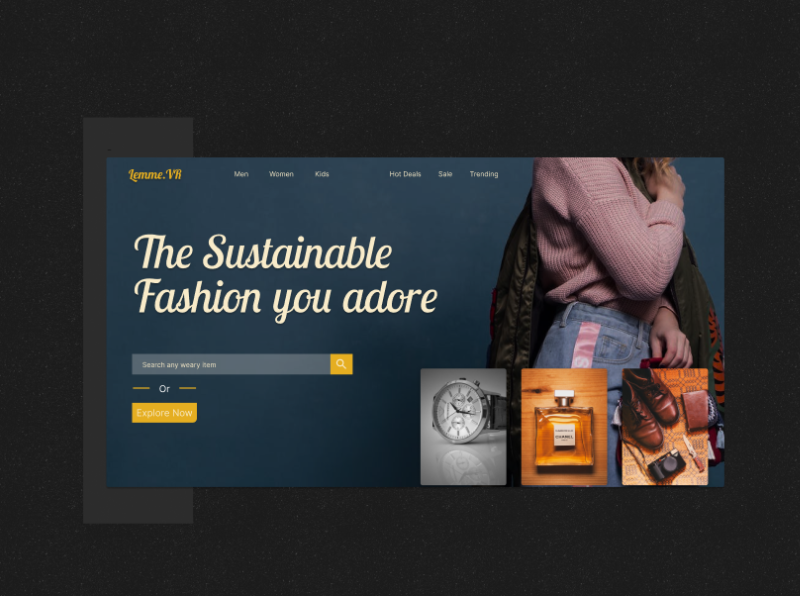 Lemme.VR
Men Women Kids Hot Deals Sale Trending
The Sustainable
Fashion you adore
Search any weary item
Or
Explore Now
CHANEL